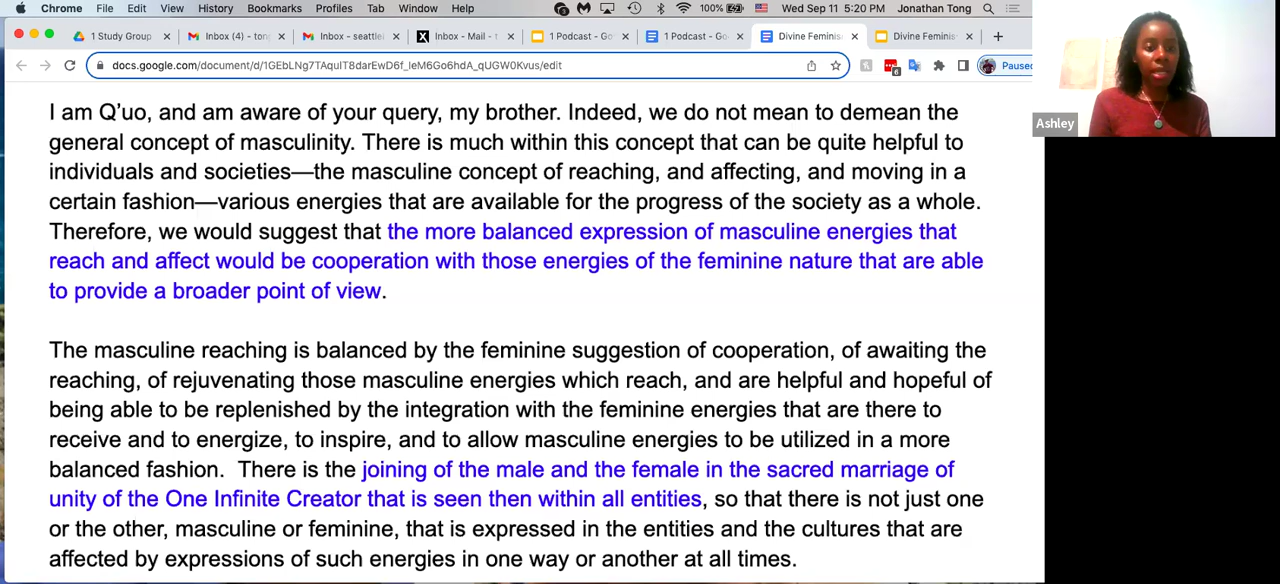 Chrome File Edit View History Bookmarks Profiles Tab Window Help 100% Wed Sep 11 5:20 PM Jonathan Tong
1 Study Group × Inbox (4) - ton × Inbox - seattle × X Inbox - Mail - t × 1 Podcast - Go × 1 Podcast - Go × Divine Feminis × Divine Feminis × +
docs.google.com/document/d/1GEbLNg7TAquIT8darEwD6f_IeM6Go6hdA_qUGW0Kvus/edit 6 Paused
Ashley
I am Q’uo, and am aware of your query, my brother. Indeed, we do not mean to demean the
general concept of masculinity. There is much within this concept that can be quite helpful to
individuals and societies—the masculine concept of reaching, and affecting, and moving in a
certain fashion—various energies that are available for the progress of the society as a whole.
Therefore, we would suggest that the more balanced expression of masculine energies that
reach and affect would be cooperation with those energies of the feminine nature that are able
to provide a broader point of view.
The masculine reaching is balanced by the feminine suggestion of cooperation, of awaiting the
reaching, of rejuvenating those masculine energies which reach, and are helpful and hopeful of
being able to be replenished by the integration with the feminine energies that are there to
receive and to energize, to inspire, and to allow masculine energies to be utilized in a more
balanced fashion. There is the joining of the male and the female in the sacred marriage of
unity of the One Infinite Creator that is seen then within all entities, so that there is not just one
or the other, masculine or feminine, that is expressed in the entities and the cultures that are
affected by expressions of such energies in one way or another at all times.